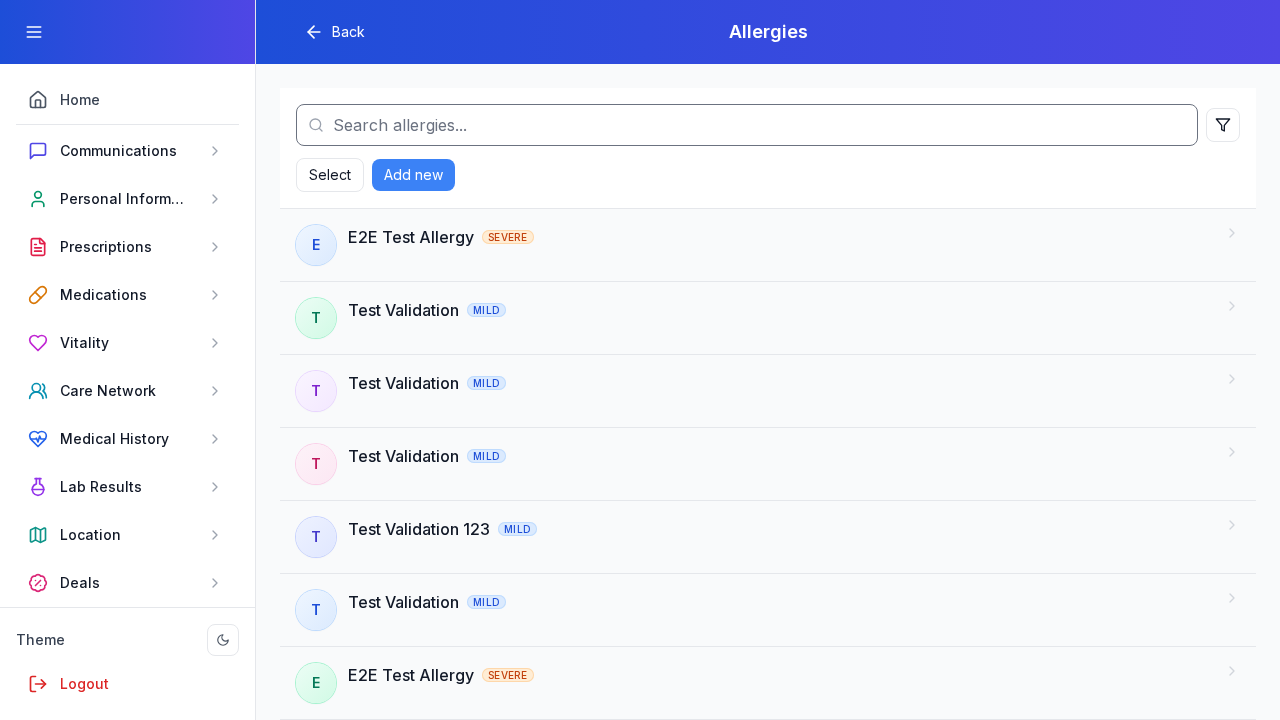 Back
Allergies
Home
Communications
Personal Inform...
Prescriptions
Medications
Vitality
Care Network
Medical History
Lab Results
Location
Deals
Theme
Logout
Search allergies...
Select
Add new
E
E2E Test Allergy SEVERE
T
Test Validation MILD
T
Test Validation MILD
T
Test Validation MILD
T
Test Validation 123 MILD
T
Test Validation MILD
E
E2E Test Allergy SEVERE